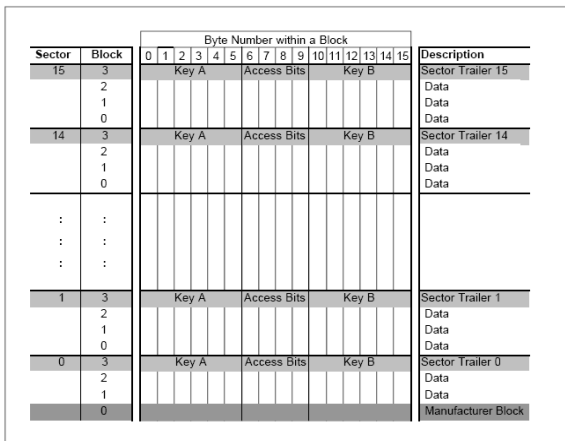 Byte Number within a Block
Sector Block 0 1 2 3 4 5 6 7 8 9 10 11 12 13 14 15 Description
15 3 Key A Access Bits Key B Sector Trailer 15
2 Data
1 Data
0 Data
14 3 Key A Access Bits Key B Sector Trailer 14
2 Data
1 Data
0 Data
: :
: :
: :
1 3 Key A Access Bits Key B Sector Trailer 1
2 Data
1 Data
0 Data
0 3 Key A Access Bits Key B Sector Trailer 0
2 Data
1 Data
0 Manufacturer Block